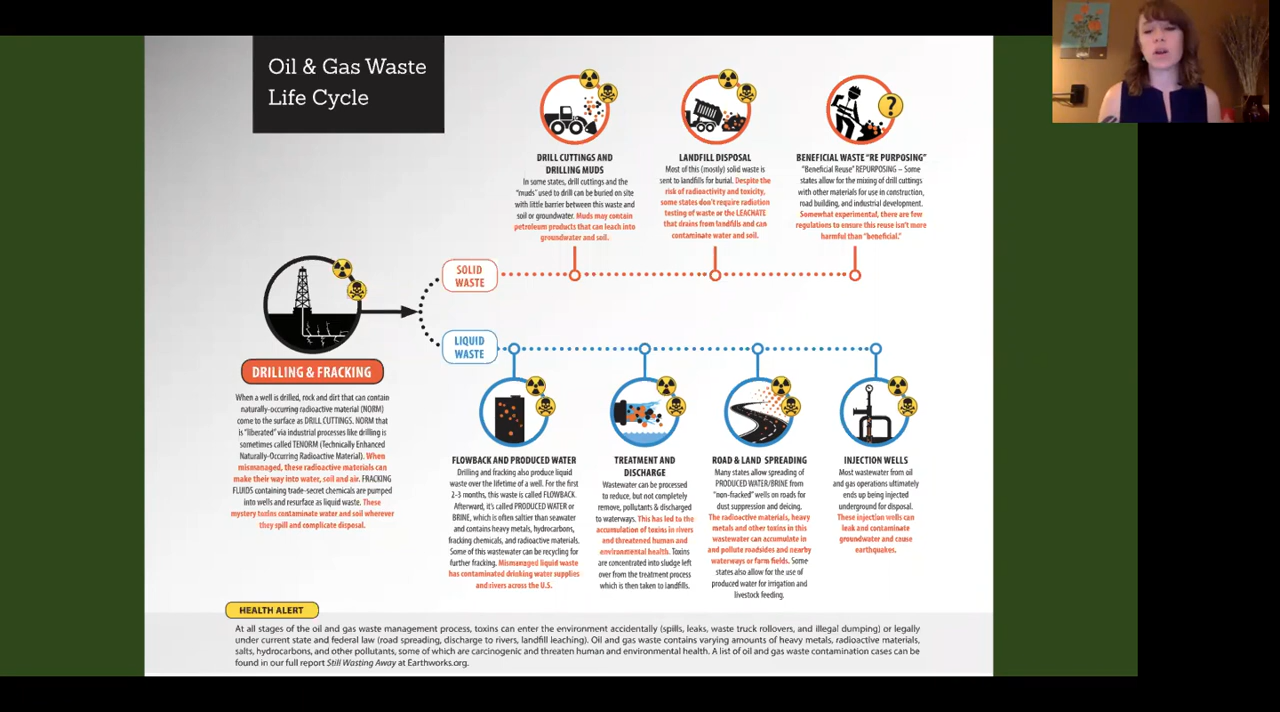 Oil & Gas Waste
Life Cycle
DRILL CUTTINGS AND
DRILLING MUDS
In some states, drill cuttings and the
"muds" used to drill can be buried on site
with little barrier between this waste and
soil or groundwater. Muds may contain
petroleum products that can leach into
groundwater and soil.
LANDFILL DISPOSAL
Most of this (mostly) solid waste is
sent to landfills for burial. Despite the
risk of radioactivity and toxicity,
some states don't require radiation
testing of waste or the LEACHATE
that drains from landfills and can
contaminate water and soil.
BENEFICIAL WASTE "RE PURPOSING"
"Beneficial Reuse" REPURPOSING – Some
states allow for the mixing of drill cuttings
with other materials for use in construction,
road building, and industrial development.
Somewhat experimental, there are few
regulations to ensure this reuse isn't more
harmful than "beneficial."
?
SOLID
WASTE
LIQUID
WASTE
DRILLING & FRACKING
When a well is drilled, rock and dirt that can contain
naturally-occurring radioactive material (NORM)
come to the surface as DRILL CUTTINGS. NORM that
is "liberated" via industrial processes like drilling is
sometimes called TENORM (Technically Enhanced
Naturally-Occurring Radioactive Material). When
mismanaged, these radioactive materials can
make their way into water, soil and air. FRACKING
FLUIDS containing trade-secret chemicals are pumped
into wells and resurface as liquid waste. These
mystery toxins contaminate water and soil wherever
they spill and complicate disposal.
FLOWBACK AND PRODUCED WATER
Drilling and fracking also produce liquid
waste over the lifetime of a well. For the first
2-3 months, this waste is called FLOWBACK.
Afterward, it's called PRODUCED WATER or
BRINE, which is often saltier than seawater
and contains heavy metals, hydrocarbons,
fracking chemicals, and radioactive materials.
Some of this wastewater can be recycling for
further fracking. Mismanaged liquid waste
has contaminated drinking water supplies
and rivers across the U.S.
TREATMENT AND
DISCHARGE
Wastewater can be processed
to reduce, but not completely
remove, pollutants & discharged
to waterways. This has led to the
accumulation of toxins in rivers
and threatened human and
environmental health. Toxins
are concentrated into sludge left
over from the treatment process
which is then taken to landfills.
ROAD & LAND SPREADING
Many states allow spreading of
PRODUCED WATER/BRINE from
"non-fracked" wells on roads for
dust suppression and deicing.
The radioactive materials, heavy
metals and other toxins in this
wastewater can accumulate in
and pollute roadsides and nearby
waterways or farm fields. Some
states also allow for the use of
produced water for irrigation and
livestock feeding.
INJECTION WELLS
Most wastewater from oil
and gas operations ultimately
ends up being injected
underground for disposal.
These injection wells can
leak and contaminate
groundwater and cause
earthquakes.
HEALTH ALERT
At all stages of the oil and gas waste management process, toxins can enter the environment accidentally (spills, leaks, waste truck rollovers, and illegal dumping) or legally
under current state and federal law (road spreading, discharge to rivers, landfill leaching). Oil and gas waste contains varying amounts of heavy metals, radioactive materials,
salts, hydrocarbons, and other pollutants, some of which are carcinogenic and threaten human and environmental health. A list of oil and gas waste contamination cases can be
found in our full report Still Wasting Away at Earthworks.org.